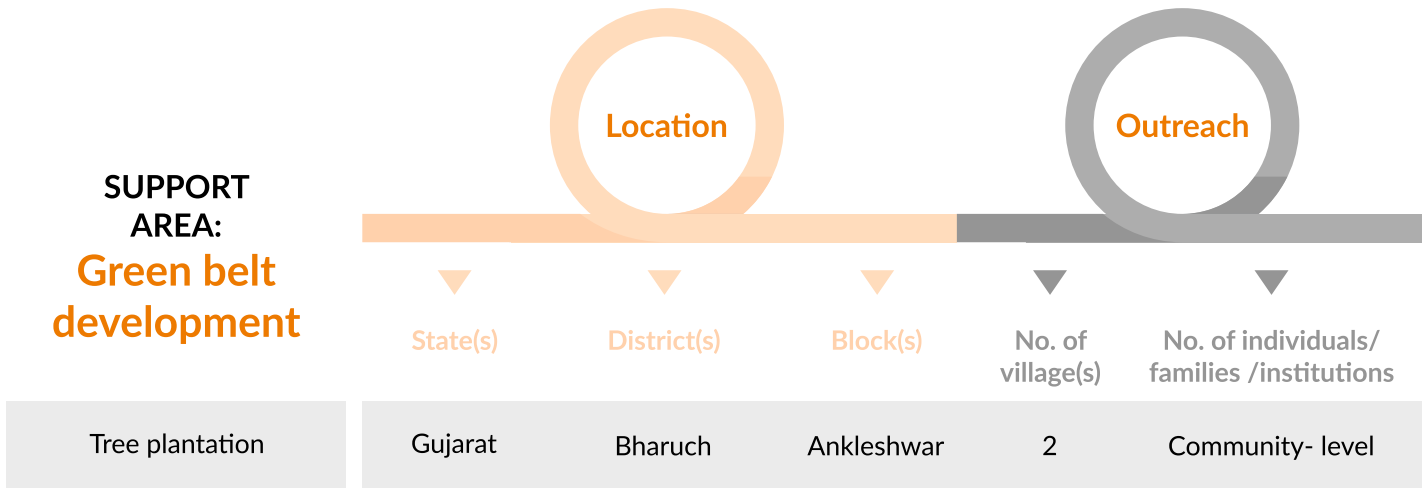 Location
Outreach
SUPPORT
AREA:
Green belt
development
State(s)
District(s)
Block(s)
No. of
village(s)
No. of individuals/
families /institutions
Tree plantation
Gujarat
Bharuch
Ankleshwar
2
Community- level